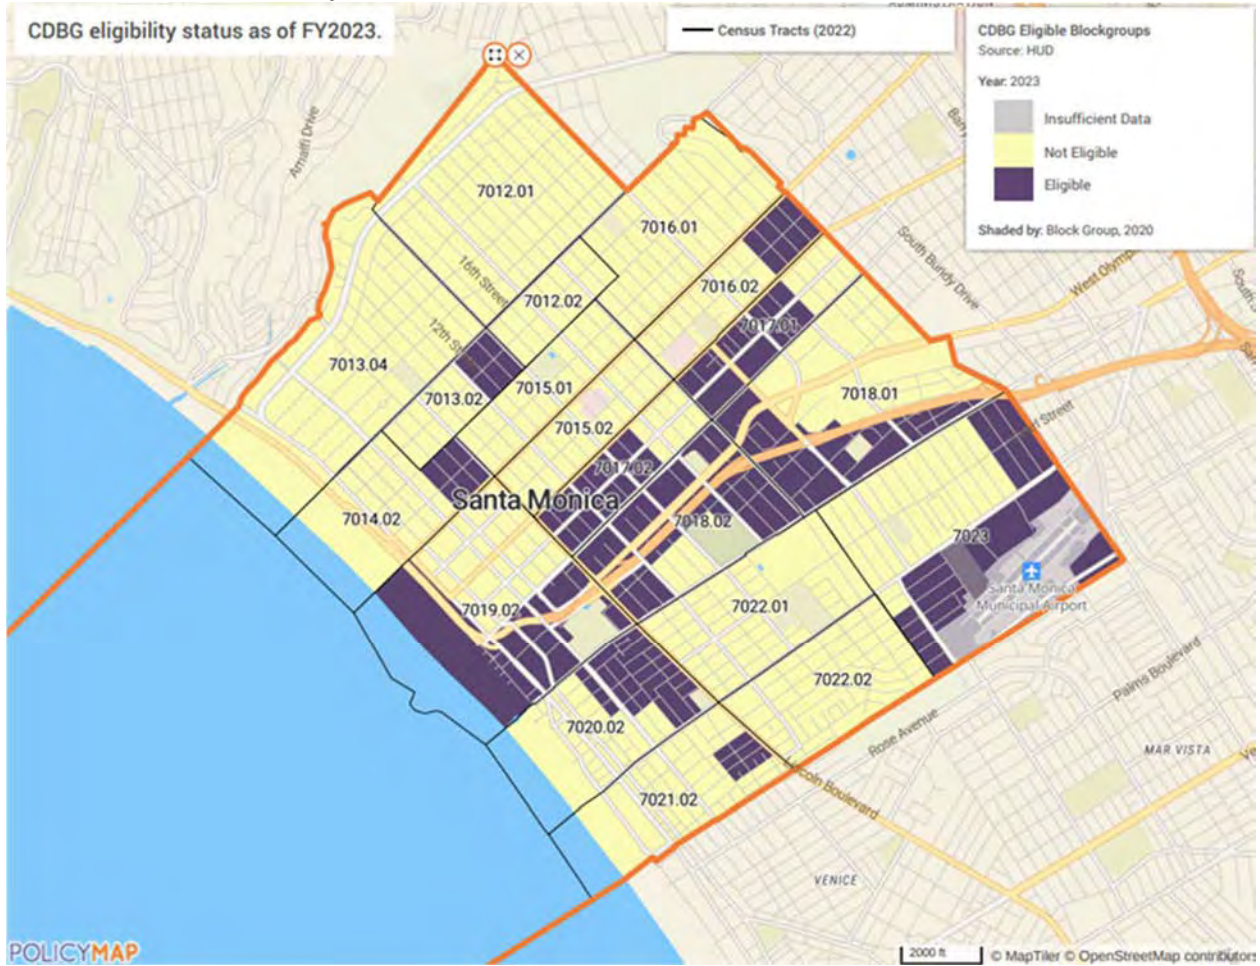 CDBG eligibility status as of FY2023.
Census Tracts (2022)
CDBG Eligible Blockgroups
Source: HUD
Year: 2023
Insufficient Data
Not Eligible
Eligible
Shaded by: Block Group, 2020
Amalfi Drive
7012.01
7016.01
South Bundy Drive
West Olymp
16th Street
7012.02
7016.02
7017.01
12th Stre
7013.04
7013.02
7015.01
7018.01
Street
7015.02
7017.02
Santa Monica
7014.02
7018.02
7023
Santa Monica
Municipal Airport
7019.02
7022.01
7022.02
Palms Boulevard
7020.02
Rose Avenue
MAR VISTA
Lincoln Boulevard
7021.02
VENICE
POLICYMAP
2000 ft
© MapTiler © OpenStreetMap contributors